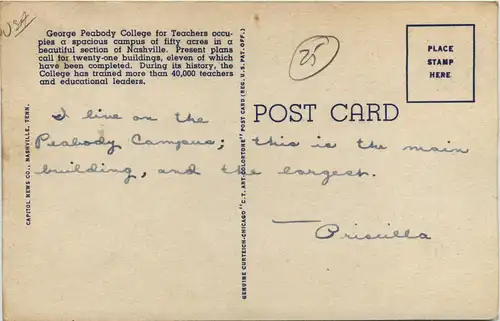 USA
George Peabody College for Teachers occu-
pies a spacious campus of fifty acres in a
beautiful section of Nashville. Present plans
call for twenty-one buildings, eleven of which
have been completed. During its history, the
College has trained more than 40,000 teachers
and educational leaders.
25
PLACE
STAMP
HERE
CAPITOL NEWS CO., NASHVILLE, TENN.
GENUINE CURTEICH-CHICAGO "C.T. ART-COLORTONE" POST CARD (REG. U.S. PAT. OFF.)
POST CARD
I live on the
Peabody Campus; this is the main
building, and the largest.
Priscilla